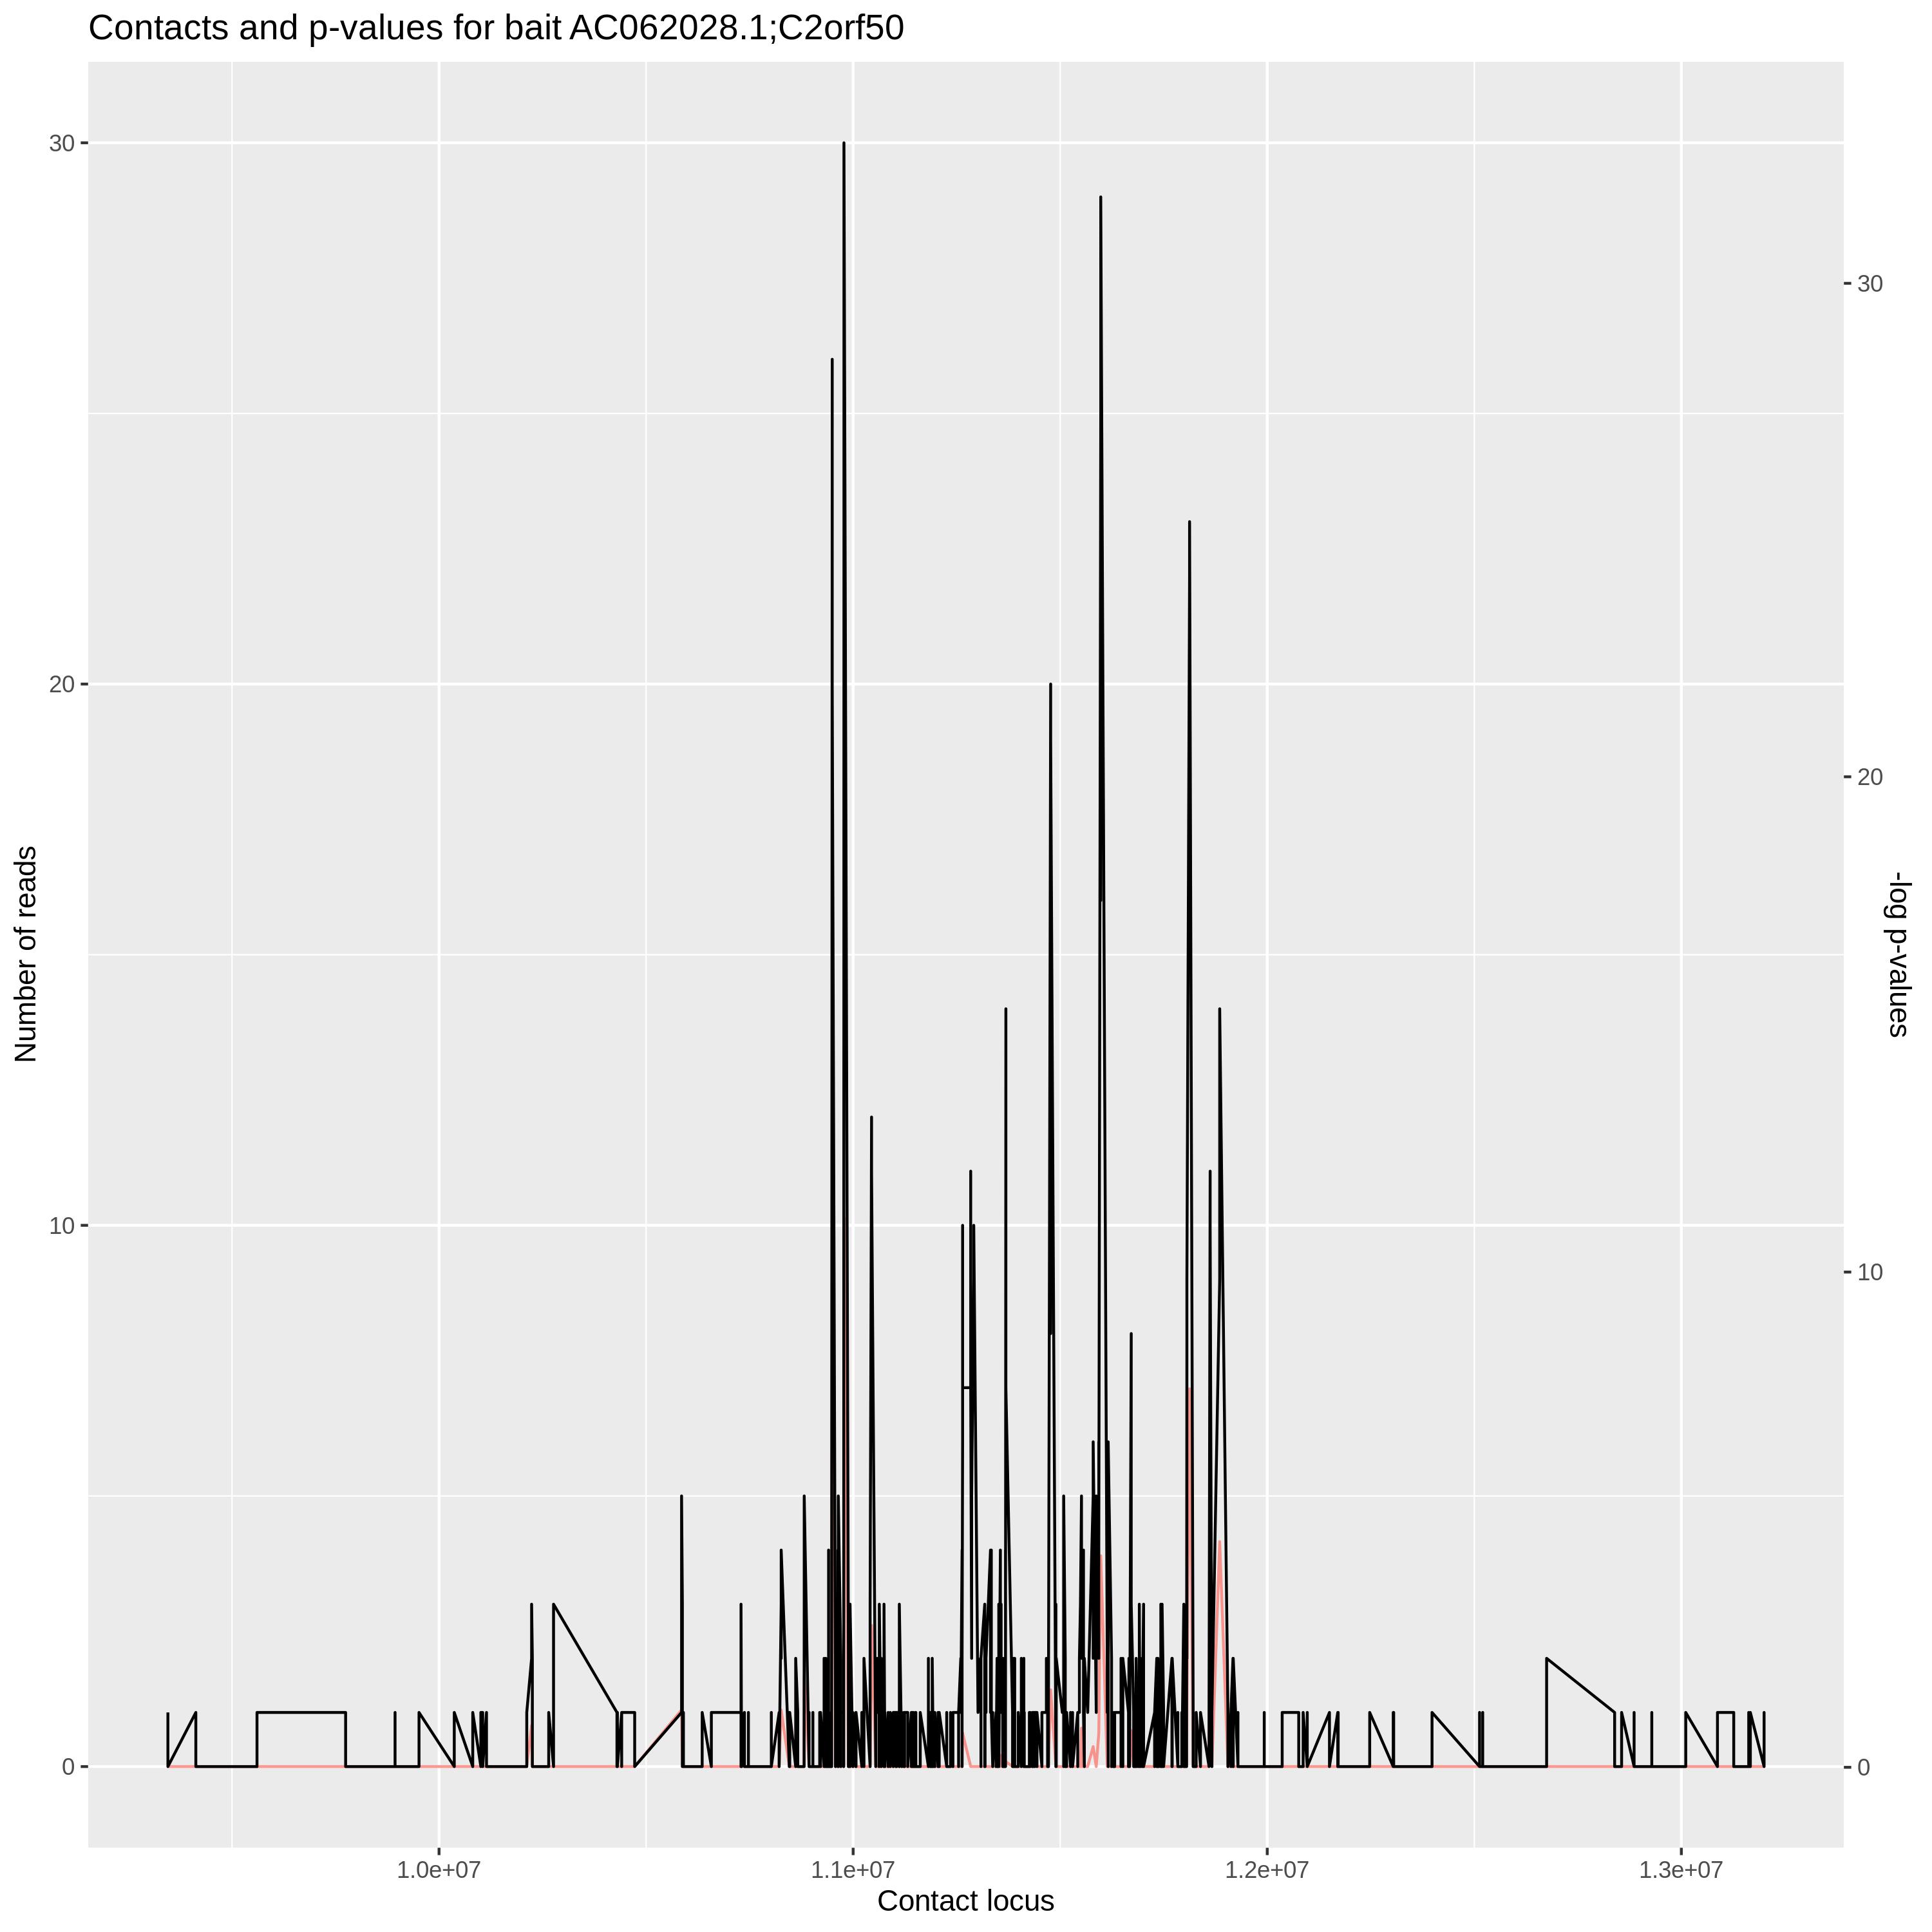 Contacts and p-values for bait AC062028.1;C2orf50
30
20
10
0
Number of reads
30
20
10
0
-log p-values
1.0e+07
1.1e+07
1.2e+07
1.3e+07
Contact locus